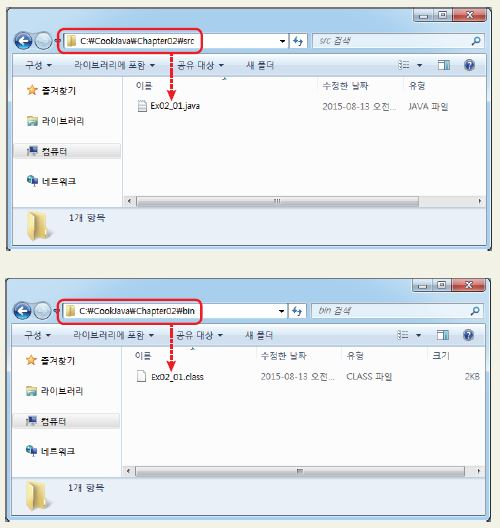 C:₩CookJava₩Chapter02₩src
src 검색
구성 라이브러리에 포함 공유 대상 새 폴더
이름 수정한 날짜 유형
즐겨찾기
Ex02_01.java 2015-08-13 오전... JAVA 파일
라이브러리
컴퓨터
네트워크
1개 항목
C:₩CookJava₩Chapter02₩bin
bin 검색
구성 라이브러리에 포함 공유 대상 새 폴더
이름 수정한 날짜 유형 크기
즐겨찾기
Ex02_01.class 2015-08-13 오전... CLASS 파일 2KB
라이브러리
컴퓨터
네트워크
1개 항목